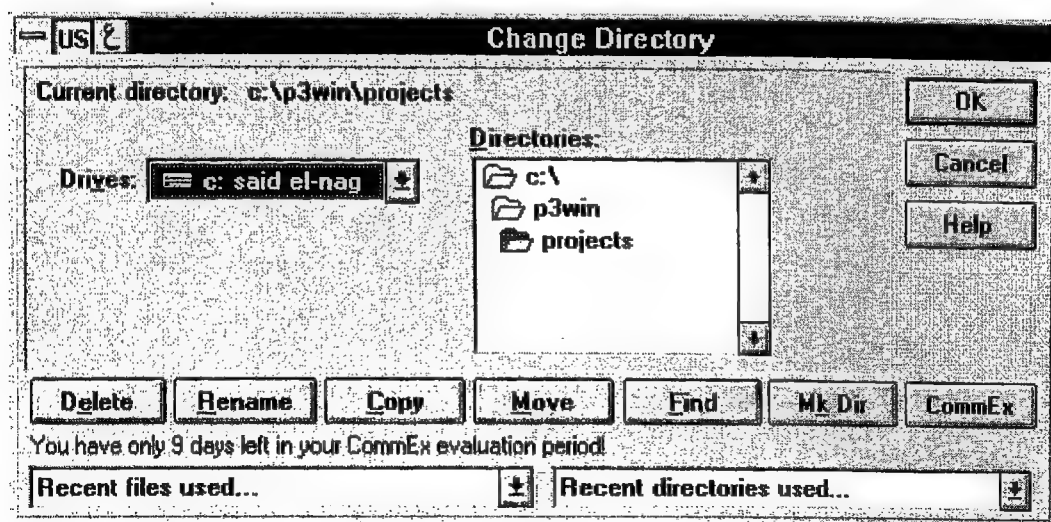 US ع Change Directory
Current directory: c:\p3win\projects
OK
Directories:
Drives: c: said el-nag
c:\
Cancel
p3win
projects
Help
Delete Rename Copy Move Find Mk Dir CommEx
You have only 9 days left in your CommEx evaluation period!
Recent files used... Recent directories used...